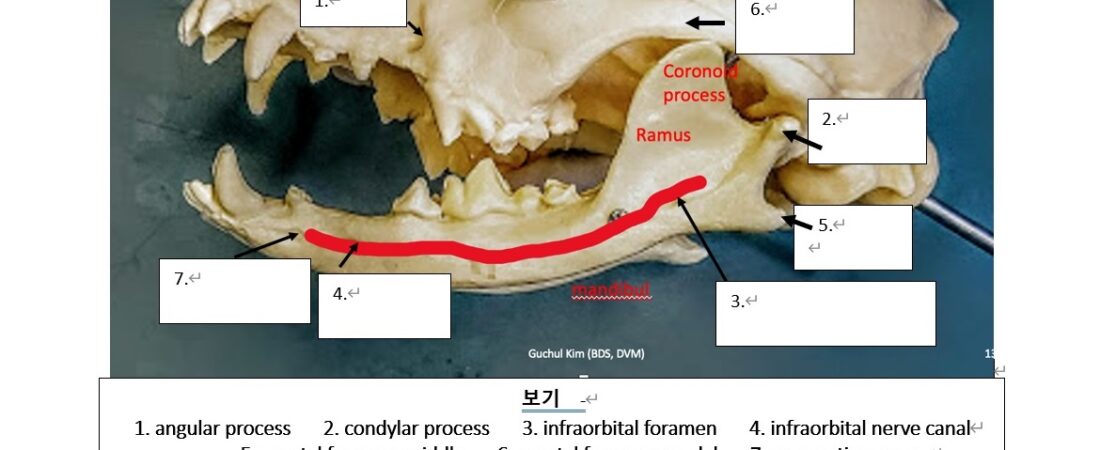 1.↵
6.↵
Coronoid
process
2.↵
Ramus
5.↵
↵
7.↵
4.↵
mandibul
3.↵
Guchul Kim (BDS, DVM)
보기 -↵
1. angular process 2. condylar process 3. infraorbital foramen 4. infraorbital nerve canal↵